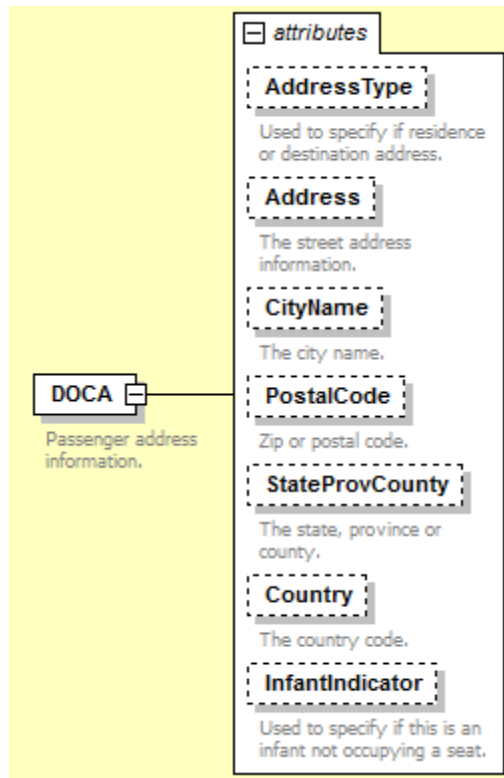 attributes
AddressType
Used to specify if residence
or destination address.
Address
The street address
information.
CityName
The city name.
DOCA
Passenger address
information.
PostalCode
Zip or postal code.
StateProvCounty
The state, province or
county.
Country
The country code.
InfantIndicator
Used to specify if this is an
infant not occupying a seat.